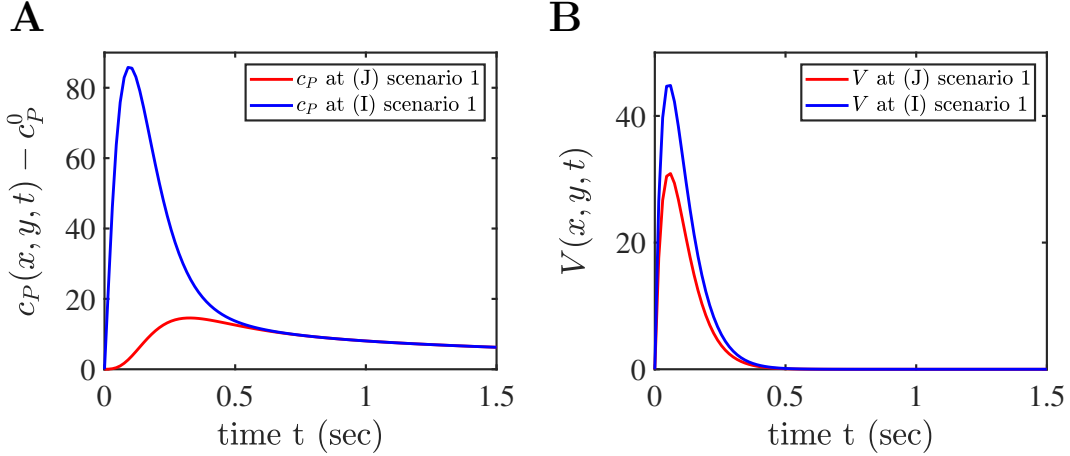 A
c_P(x, y, t) − c_P^0
80
60
40
20
0
c_P at (J) scenario 1
c_P at (I) scenario 1
0 0.5 1 1.5
time t (sec)
B
V(x, y, t)
40
20
0
V at (J) scenario 1
V at (I) scenario 1
0 0.5 1 1.5
time t (sec)